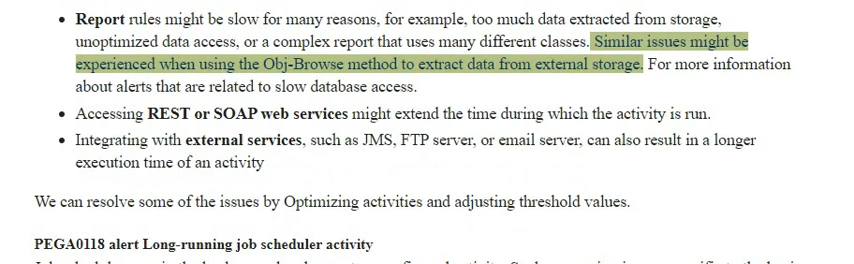 • Report rules might be slow for many reasons, for example, too much data extracted from storage,
unoptimized data access, or a complex report that uses many different classes. Similar issues might be
experienced when using the Obj-Browse method to extract data from external storage. For more information
about alerts that are related to slow database access.
• Accessing REST or SOAP web services might extend the time during which the activity is run.
• Integrating with external services, such as JMS, FTP server, or email server, can also result in a longer
execution time of an activity
We can resolve some of the issues by Optimizing activities and adjusting threshold values.
PEGA0118 alert Long-running job scheduler activity